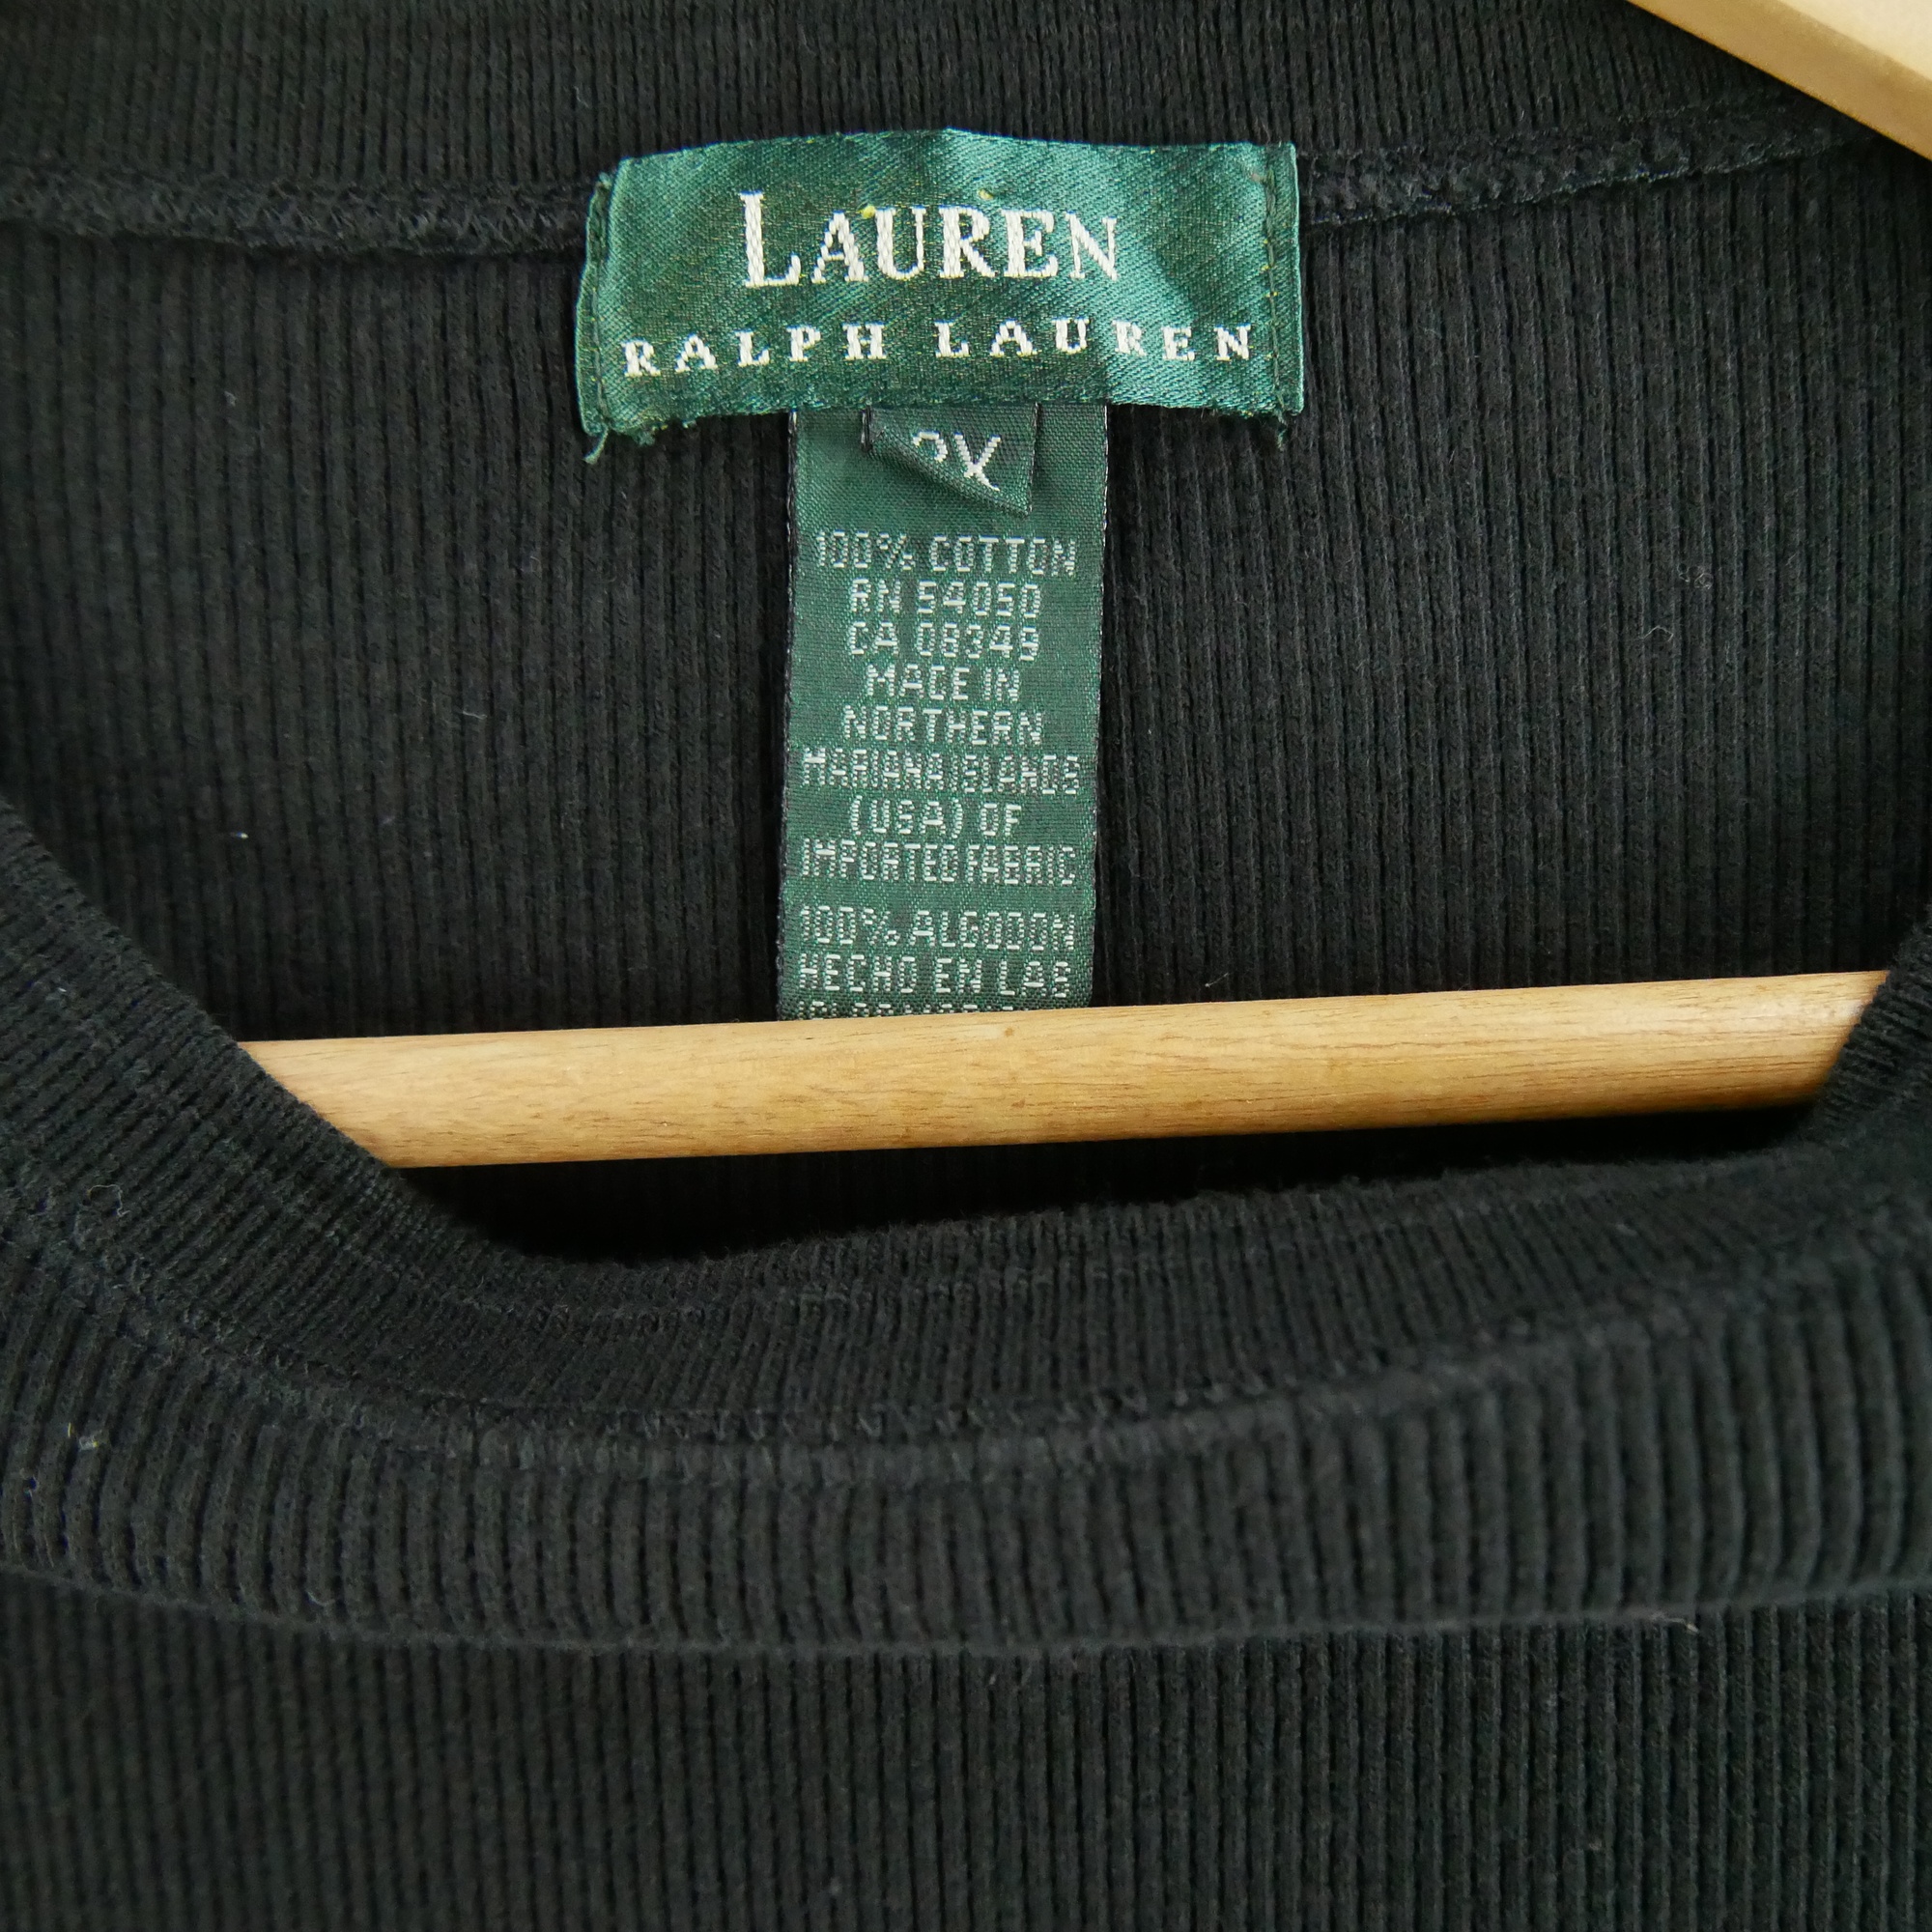 LAUREN
RALPH LAUREN
100% COTTON
RN 54050
CA 08349
MADE IN
NORTHERN
MARIANA ISLANDS
(USA) OF
IMPORTED FABRIC
100% ALGODON
HECHO EN LAS